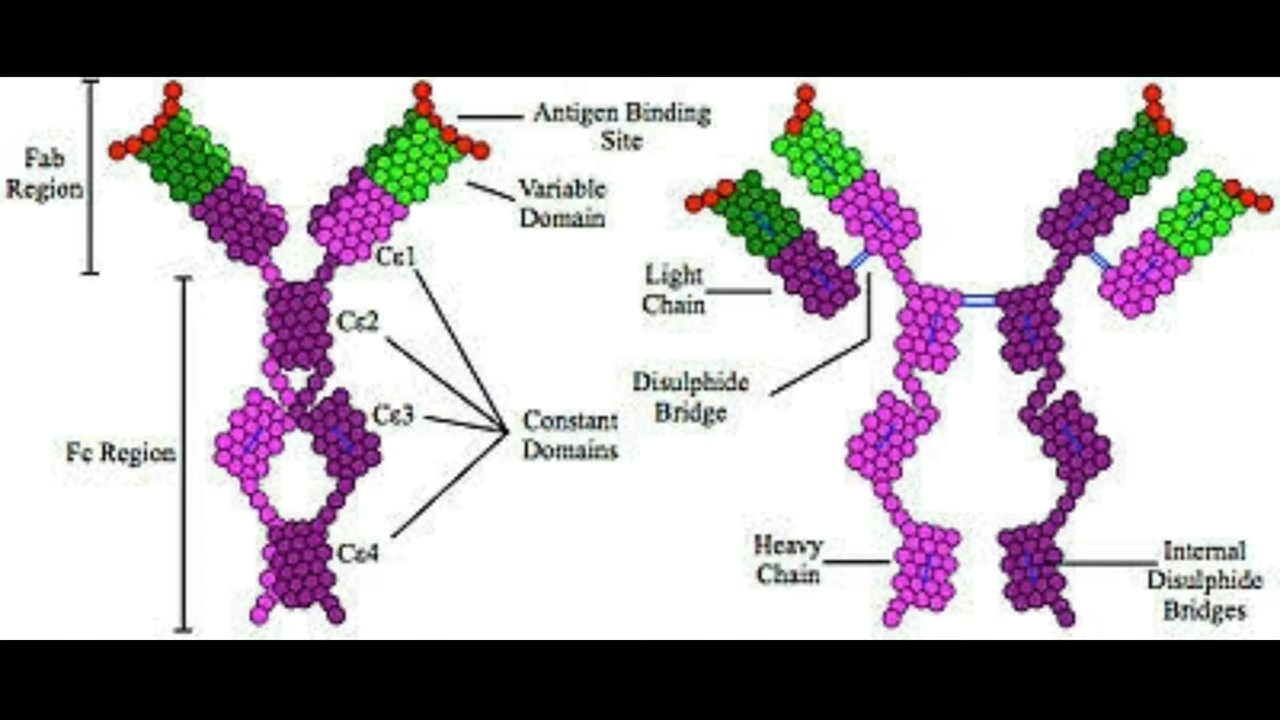 Fab
Region
Antigen Binding
Site
Variable
Domain
Cε1
Cε2
Cε3
Cε4
Constant
Domains
Fc Region
Light
Chain
Disulphide
Bridge
Heavy
Chain
Internal
Disulphide
Bridges